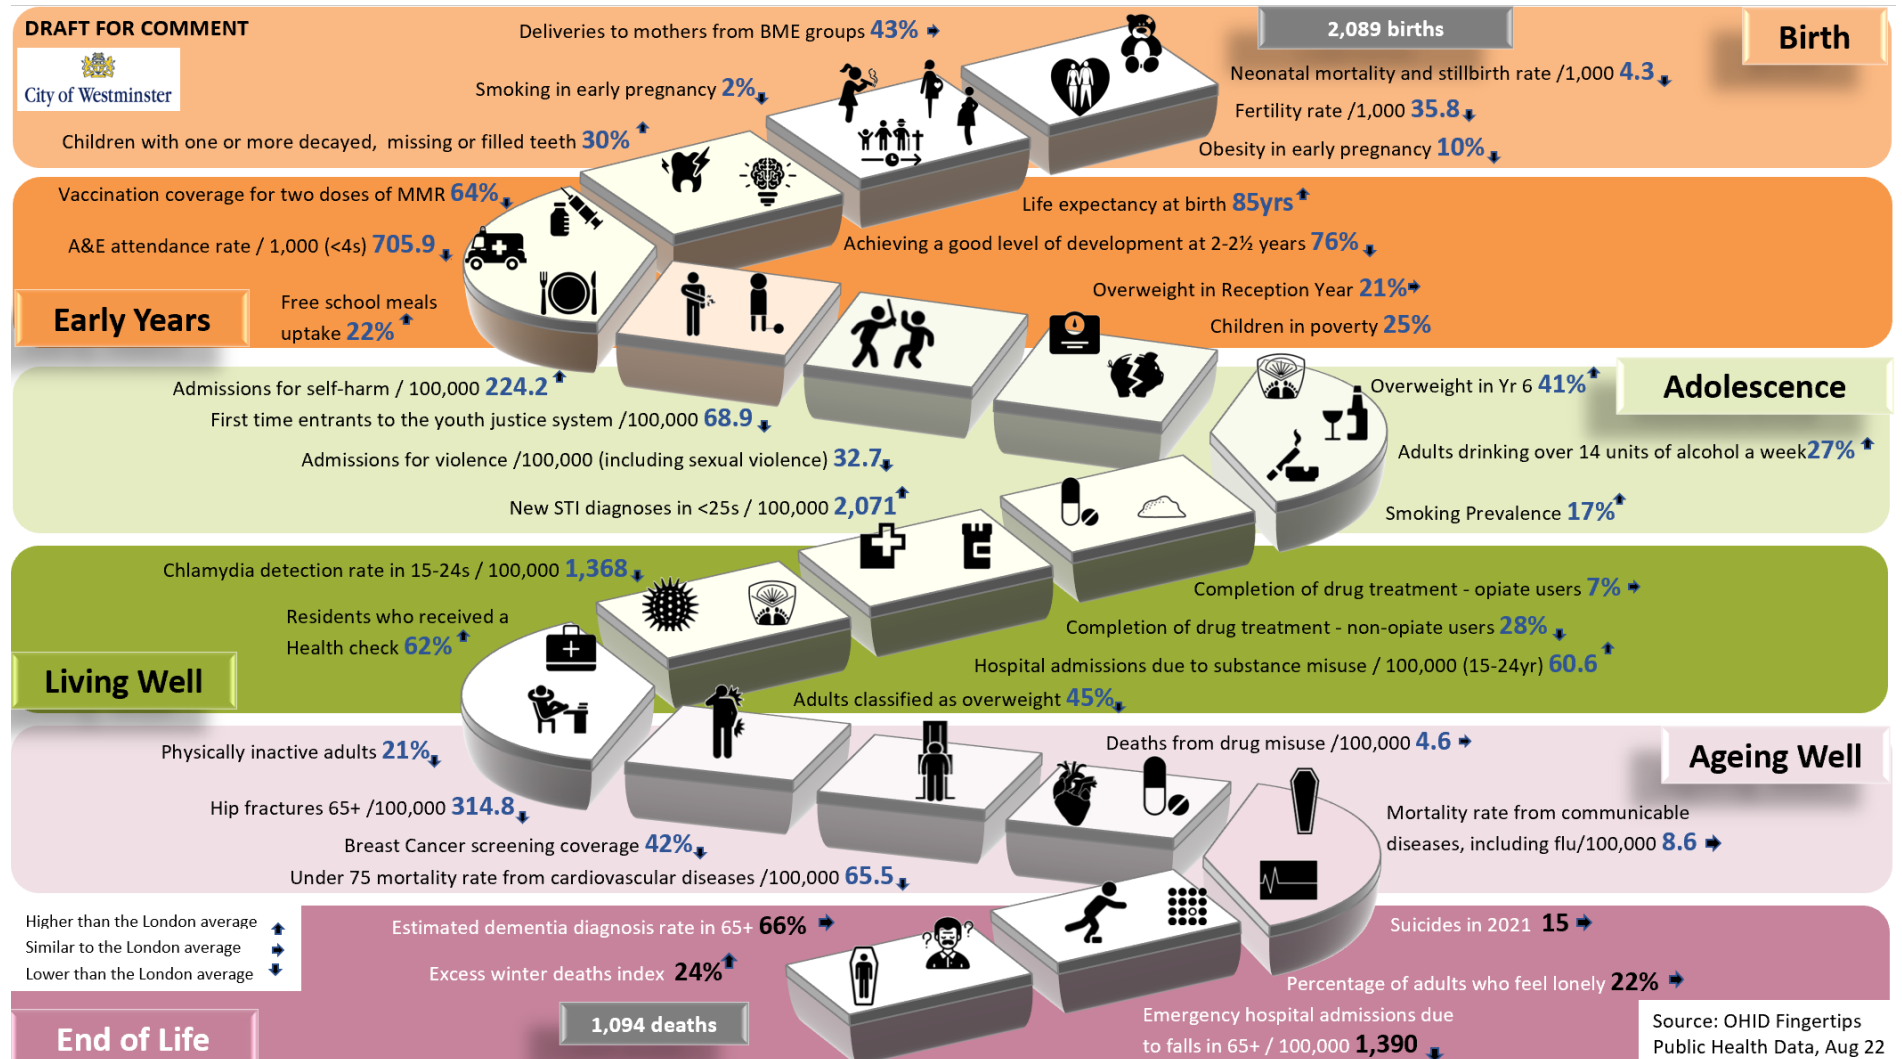 DRAFT FOR COMMENT
City of Westminster
Deliveries to mothers from BME groups 43%
2,089 births
Birth
Smoking in early pregnancy 2%
Neonatal mortality and stillbirth rate /1,000 4.3
Fertility rate /1,000 35.8
Children with one or more decayed, missing or filled teeth 30%
Obesity in early pregnancy 10%
Vaccination coverage for two doses of MMR 64%
Life expectancy at birth 85yrs
A&E attendance rate / 1,000 (<4s) 705.9
Achieving a good level of development at 2-2½ years 76%
Early Years
Free school meals
uptake 22%
Overweight in Reception Year 21%
Children in poverty 25%
Admissions for self-harm / 100,000 224.2
Overweight in Yr 6 41%
Adolescence
First time entrants to the youth justice system /100,000 68.9
Admissions for violence /100,000 (including sexual violence) 32.7
Adults drinking over 14 units of alcohol a week27%
New STI diagnoses in <25s / 100,000 2,071
Smoking Prevalence 17%
Chlamydia detection rate in 15-24s / 100,000 1,368
Completion of drug treatment - opiate users 7%
Residents who received a
Health check 62%
Completion of drug treatment - non-opiate users 28%
Living Well
Hospital admissions due to substance misuse / 100,000 (15-24yr) 60.6
Adults classified as overweight 45%
Physically inactive adults 21%
Deaths from drug misuse /100,000 4.6
Ageing Well
Hip fractures 65+ /100,000 314.8
Mortality rate from communicable
diseases, including flu/100,000 8.6
Breast Cancer screening coverage 42%
Under 75 mortality rate from cardiovascular diseases /100,000 65.5
Higher than the London average
Similar to the London average
Lower than the London average
Estimated dementia diagnosis rate in 65+ 66%
Suicides in 2021 15
Excess winter deaths index 24%
Percentage of adults who feel lonely 22%
End of Life
1,094 deaths
Emergency hospital admissions due
to falls in 65+ / 100,000 1,390
Source: OHID Fingertips
Public Health Data, Aug 22